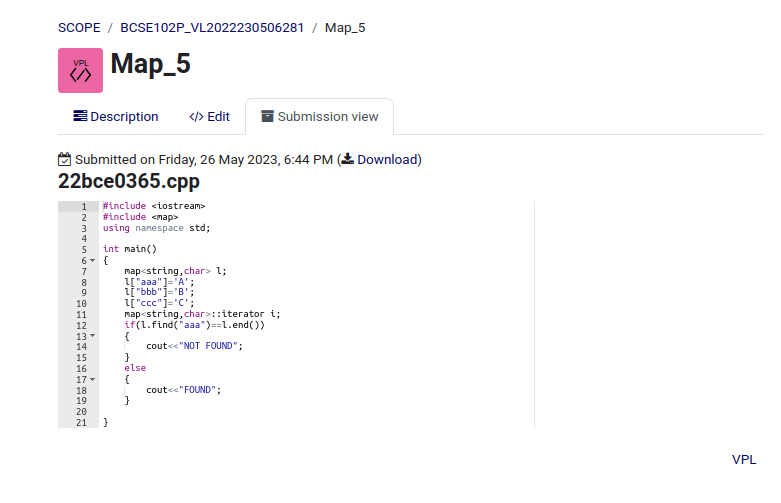 SCOPE / BCSE102P_VL2022230506281 / Map_5
VPL
Map_5
Description
Edit
Submission view
Submitted on Friday, 26 May 2023, 6:44 PM (Download)
22bce0365.cpp
1 #include <iostream>
2 #include <map>
3 using namespace std;
4
5 int main()
6 {
7     map<string,char> l;
8     l["aaa"]='A';
9     l["bbb"]='B';
10     l["ccc"]='C';
11     map<string,char>::iterator i;
12     if(l.find("aaa")==l.end())
13     {
14         cout<<"NOT FOUND";
15     }
16     else
17     {
18         cout<<"FOUND";
19     }
20
21 }
VPL